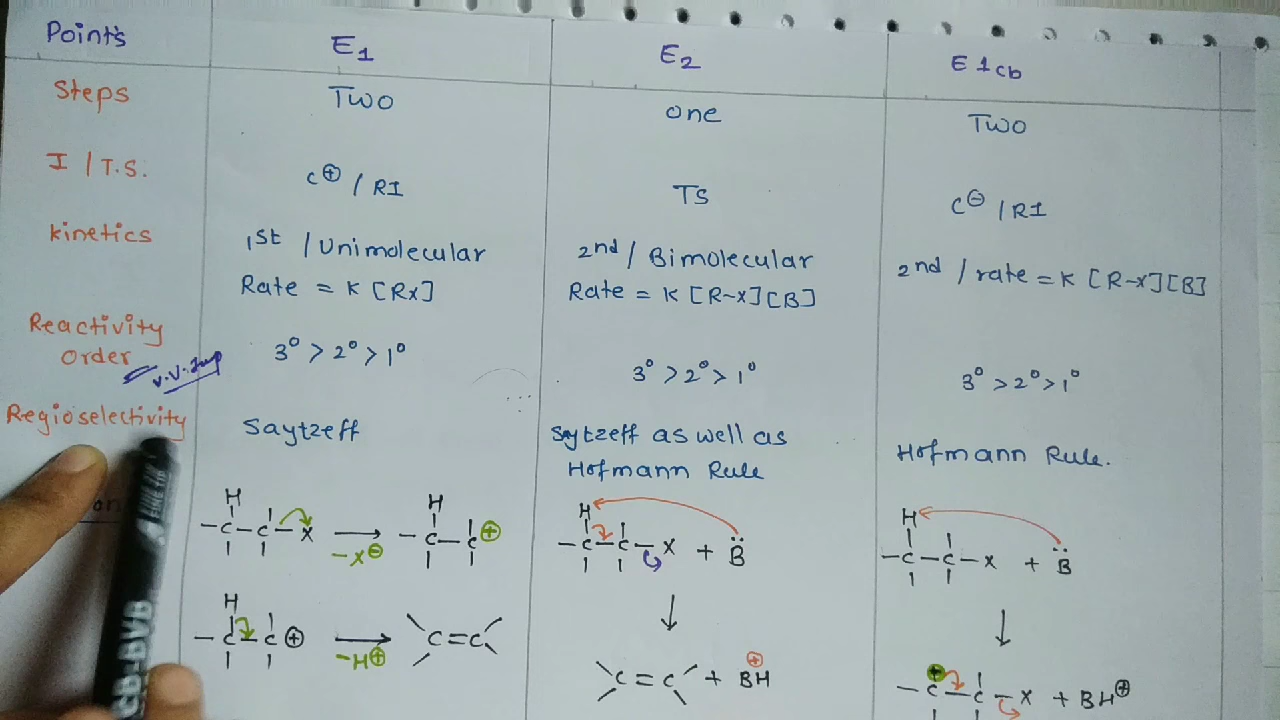 Points E1 E2 E1cb
Steps Two one Two
I / T.S. C⊕ / RI TS C⊖ / RI
kinetics 1st / Unimolecular 2nd / Bimolecular 2nd / rate = K [R-X][B]
Rate = K [RX] Rate = K [R-X][B]
Reactivity
Order 3° > 2° > 1° 3° > 2° > 1° 3° > 2° > 1°
v.v.Imp
Regioselectivity Saytzeff Sytzeff as well as Hofmann Rule.
Hofmann Rule
H H H H
-C-C-X → -C-C⊕ -C-C-X + B̈ -C-C-X + B̈
-X⊖
H
-C-C⊕ → C=C
-H⊕
C=C + BH⊕ -C-C-X + BH⊕